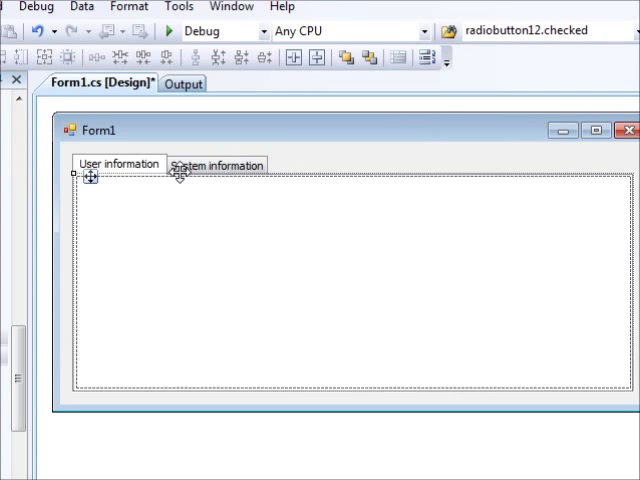 Debug View Format Tools Window Help
Debug Any CPU radiobutton12.checked
Form1.cs [Design]* Output
Form1
User information System information